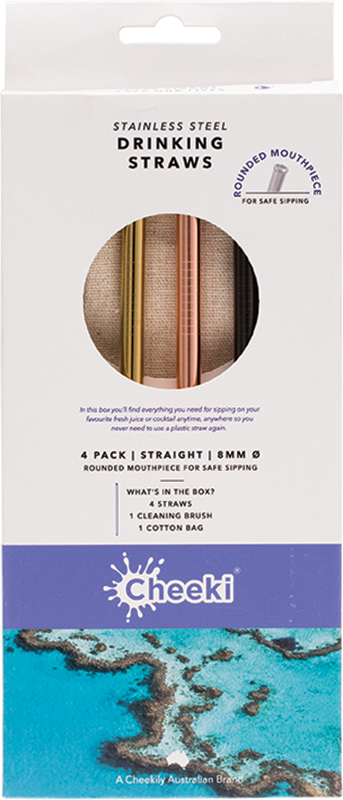 STAINLESS STEEL
DRINKING
STRAWS
ROUNDED MOUTHPIECE
FOR SAFE SIPPING
In this box you'll find everything you need for sipping on your
favourite fresh juice or cocktail anytime, anywhere so you
never need to use a plastic straw again.
4 PACK | STRAIGHT | 8MM Ø
ROUNDED MOUTHPIECE FOR SAFE SIPPING
WHAT'S IN THE BOX?
4 STRAWS
1 CLEANING BRUSH
1 COTTON BAG
Cheeki®
A Cheekily Australian Brand